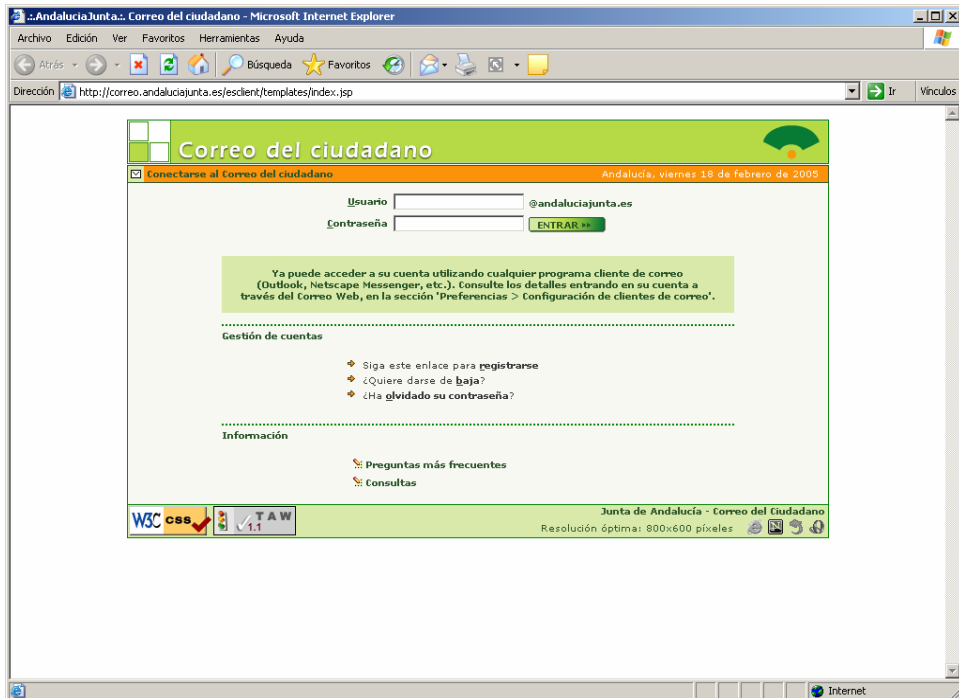 .:.AndaluciaJunta.:. Correo del ciudadano - Microsoft Internet Explorer
Archivo Edición Ver Favoritos Herramientas Ayuda
Atrás Búsqueda Favoritos
Dirección http://correo.andaluciajunta.es/esclient/templates/index.jsp Ir Vínculos
Correo del ciudadano
Conectarse al Correo del ciudadano Andalucía, viernes 18 de febrero de 2005
Usuario @andaluciajunta.es
Contraseña ENTRAR
Ya puede acceder a su cuenta utilizando cualquier programa cliente de correo
(Outlook, Netscape Messenger, etc.). Consulte los detalles entrando en su cuenta a
través del Correo Web, en la sección 'Preferencias > Configuración de clientes de correo'.
Gestión de cuentas
Siga este enlace para registrarse
¿Quiere darse de baja?
¿Ha olvidado su contraseña?
Información
Preguntas más frecuentes
Consultas
W3C css TAW 1.1
Junta de Andalucía - Correo del Ciudadano
Resolución óptima: 800x600 píxeles
Internet